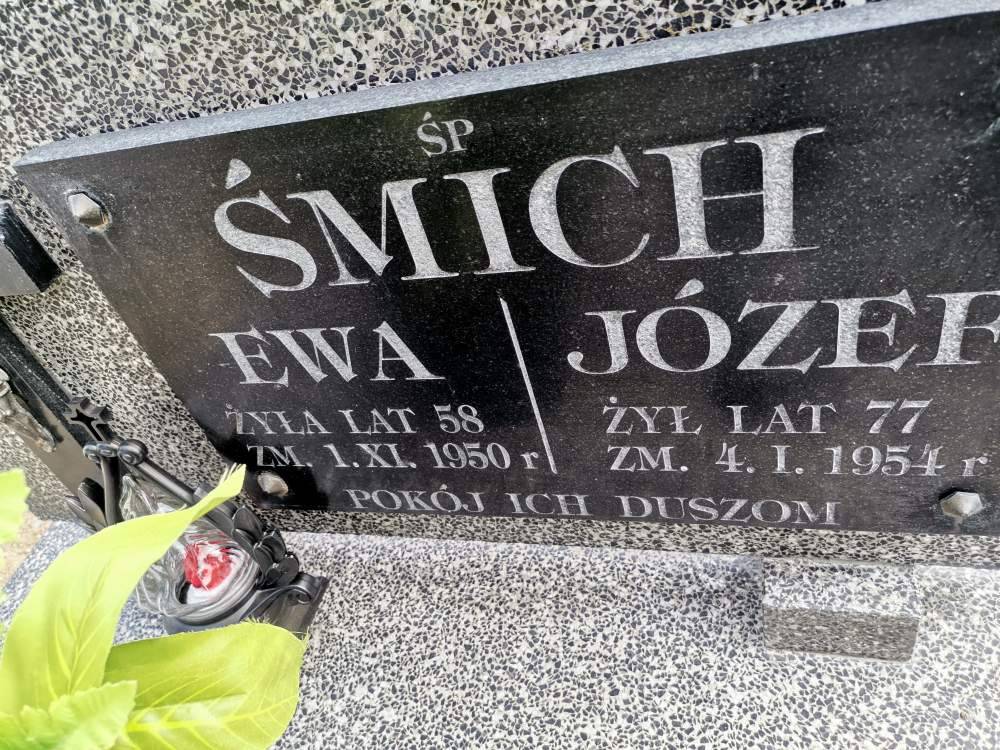 ŚP
ŚMICH
EWA
ŻYŁA LAT 58
ZM. 1. XI. 1950 r
JÓZEF
ŻYŁ LAT 77
ZM. 4. I. 1954 r
POKÓJ ICH DUSZOM